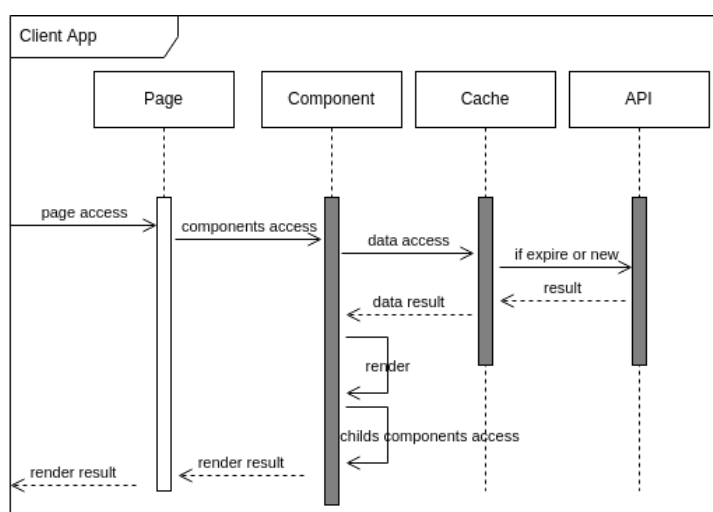 Client App
Page
Component
Cache
API
page access
components access
data access
if expire or new
result
data result
render
childs components access
render result
render result